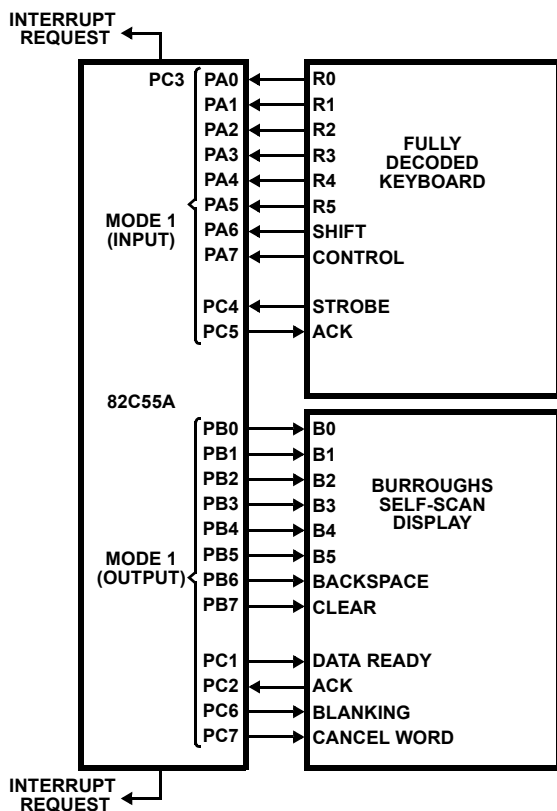 INTERRUPT
REQUEST
PC3
PA0
R0
PA1
R1
PA2
R2
PA3
R3
PA4
R4
PA5
R5
PA6
SHIFT
PA7
CONTROL
MODE 1
(INPUT)
FULLY
DECODED
KEYBOARD
PC4
STROBE
PC5
ACK
82C55A
PB0
B0
PB1
B1
PB2
B2
PB3
B3
PB4
B4
PB5
B5
PB6
BACKSPACE
PB7
CLEAR
MODE 1
(OUTPUT)
BURROUGHS
SELF-SCAN
DISPLAY
PC1
DATA READY
PC2
ACK
PC6
BLANKING
PC7
CANCEL WORD
INTERRUPT
REQUEST